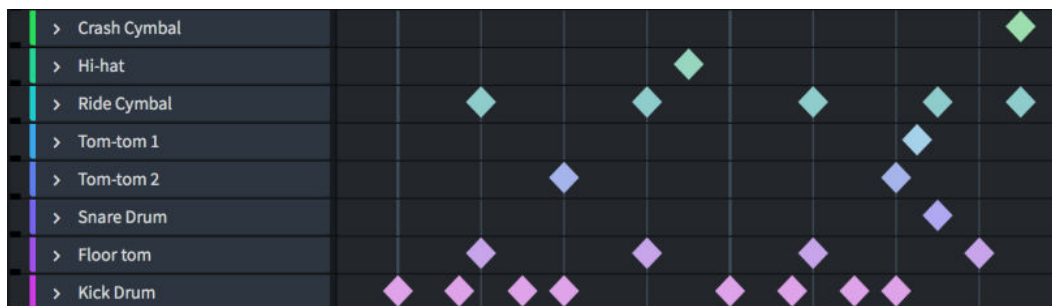 Crash Cymbal
Hi-hat
Ride Cymbal
Tom-tom 1
Tom-tom 2
Snare Drum
Floor tom
Kick Drum